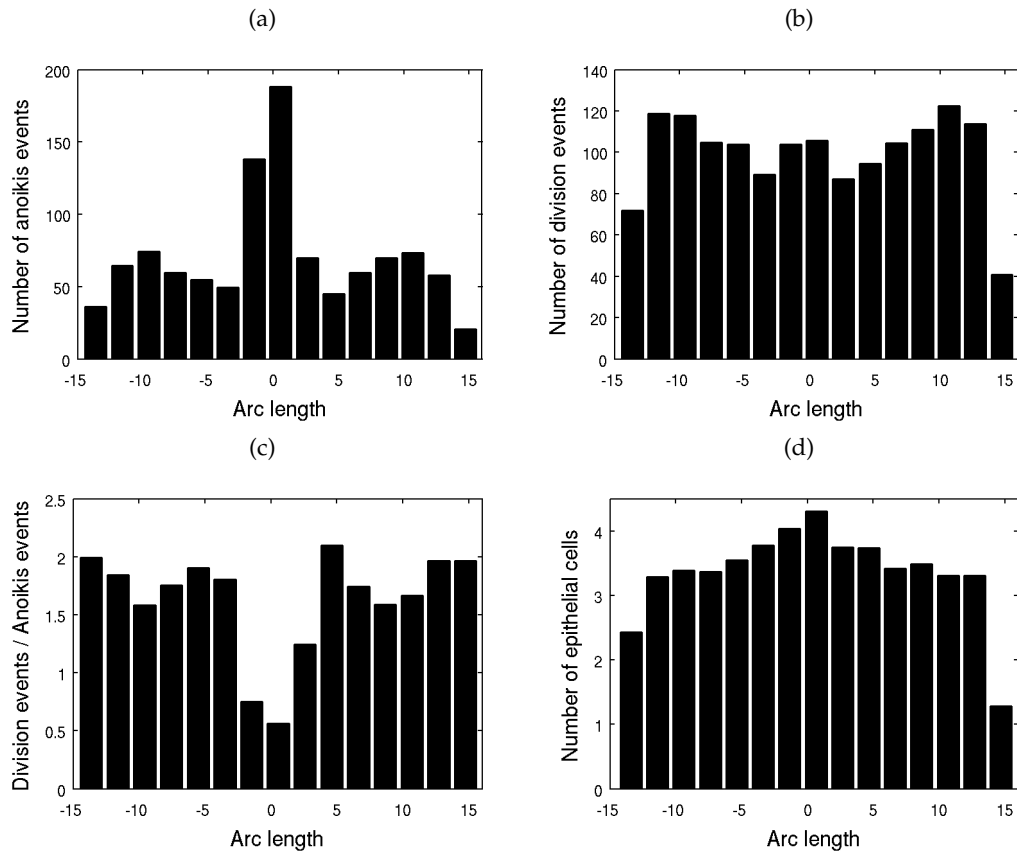 (a)
Number of anoikis events
200
150
100
50
0
-15 -10 -5 0 5 10 15
Arc length
(b)
Number of division events
140
120
100
80
60
40
20
0
-15 -10 -5 0 5 10 15
Arc length
(c)
Division events / Anoikis events
2.5
2
1.5
1
0.5
0
-15 -10 -5 0 5 10 15
Arc length
(d)
Number of epithelial cells
4
3
2
1
0
-15 -10 -5 0 5 10 15
Arc length